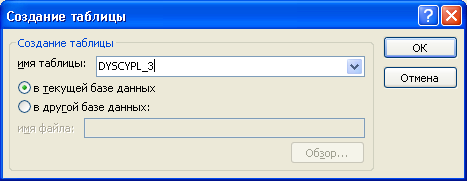 Создание таблицы
Создание таблицы
имя таблицы: DYSCYPL_3
в текущей базе данных
в другой базе данных:
имя файла:
Обзор...
ОК
Отмена